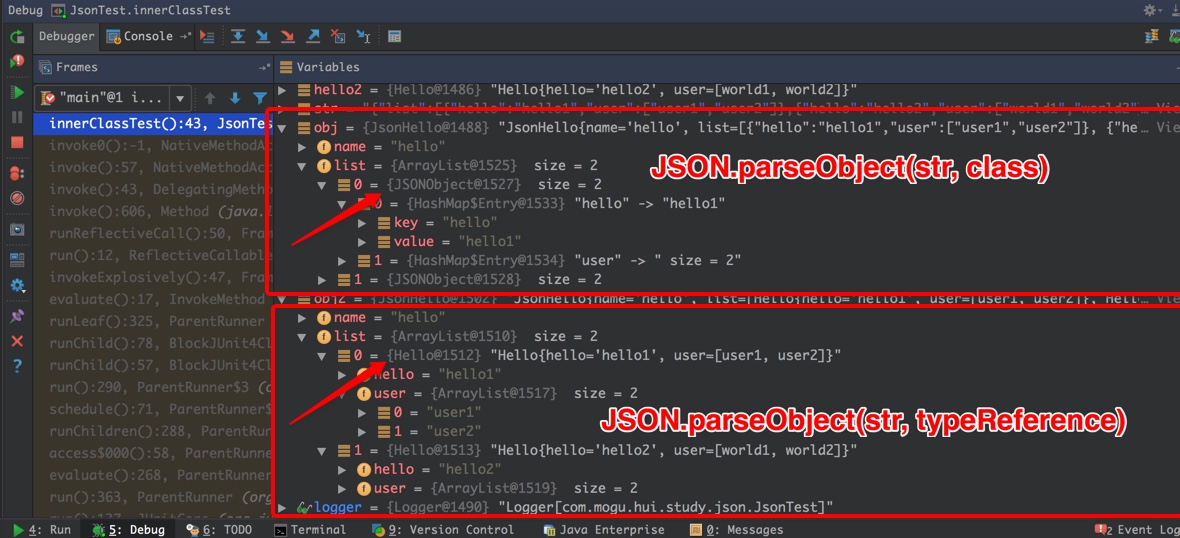 Debug JsonTest.innerClassTest
Debugger Console
Frames
"main"@1 i...
innerClassTest():43, JsonTes
invoke0():-1, NativeMethodAc
invoke():57, NativeMethodAc
invoke():43, DelegatingMetho
invoke():606, Method (java.l
runReflectiveCall():50, Fram
run():12, ReflectiveCallable
invokeExplosively():47, Fram
evaluate():17, InvokeMethod
runLeaf():325, ParentRunner
runChild():78, BlockJUnit4Cl
runChild():57, BlockJUnit4Cl
run():290, ParentRunner$3 (o
schedule():71, ParentRunner$
runChildren():288, ParentRun
access$000():58, ParentRunne
evaluate():268, ParentRunner
run():363, ParentRunner (org
Variables
hello2 = {Hello@1486} "Hello{hello='hello2', user=[world1, world2]}"
str = "{"list":[{"hello":"hello1","user":["user1","user2"]},{"hello":"hello2","user":["world1","world2"... View
obj = {JsonHello@1488} "JsonHello{name='hello', list=[{"hello":"hello1","user":["user1","user2"]}, {"he... View
name = "hello"
list = {ArrayList@1525} size = 2
JSON.parseObject(str, class)
0 = {JSONObject@1527} size = 2
0 = {HashMap$Entry@1533} "hello" -> "hello1"
key = "hello"
value = "hello1"
1 = {HashMap$Entry@1534} "user" -> " size = 2"
1 = {JSONObject@1528} size = 2
obj2 = {JsonHello@1502} "JsonHello{name='hello', list=[Hello{hello='hello1', user=[user1, user2]}, Hell... View
name = "hello"
list = {ArrayList@1510} size = 2
0 = {Hello@1512} "Hello{hello='hello1', user=[user1, user2]}"
hello = "hello1"
user = {ArrayList@1517} size = 2
0 = "user1"
JSON.parseObject(str, typeReference)
1 = "user2"
1 = {Hello@1513} "Hello{hello='hello2', user=[world1, world2]}"
hello = "hello2"
user = {ArrayList@1519} size = 2
logger = {Logger@1490} "Logger[com.mogu.hui.study.json.JsonTest]"
4: Run 5: Debug 6: TODO Terminal 9: Version Control Java Enterprise 0: Messages 2 Event Log